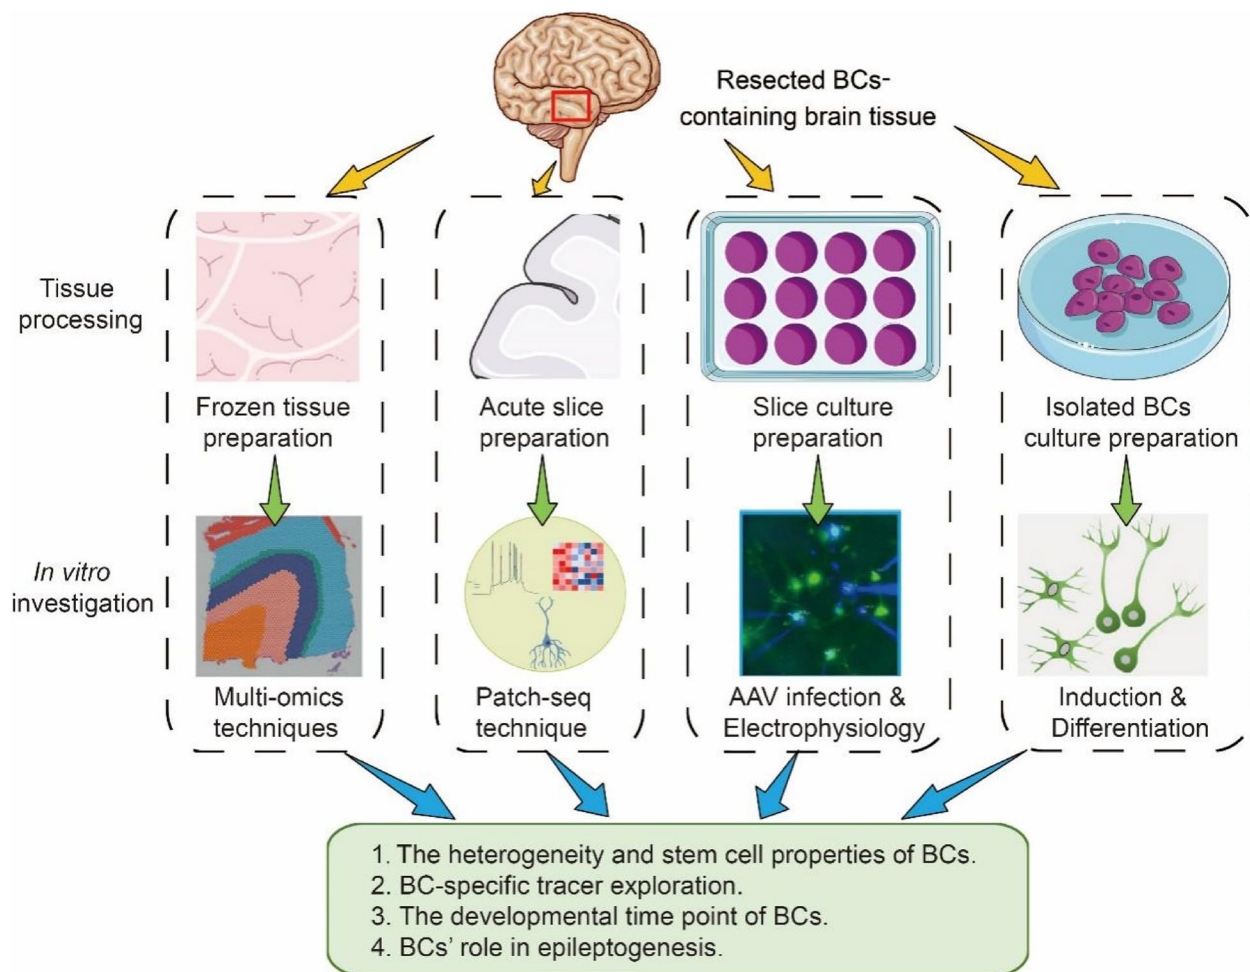 Resected BCs-
containing brain tissue
Tissue
processing
Frozen tissue
preparation
Acute slice
preparation
Slice culture
preparation
Isolated BCs
culture preparation
In vitro
investigation
Multi-omics
techniques
Patch-seq
technique
AAV infection &
Electrophysiology
Induction &
Differentiation
1. The heterogeneity and stem cell properties of BCs.
2. BC-specific tracer exploration.
3. The developmental time point of BCs.
4. BCs’ role in epileptogenesis.